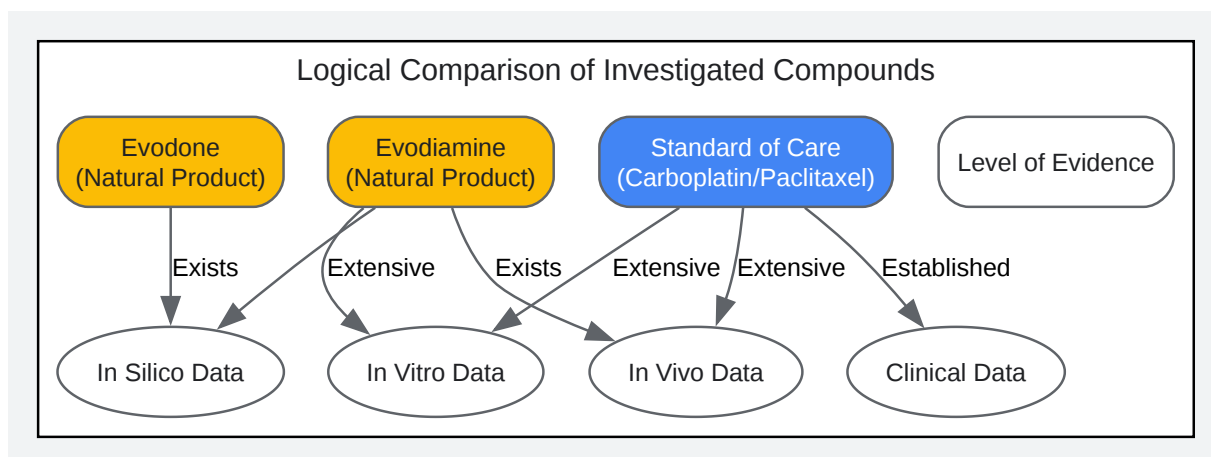 Logical Comparison of Investigated Compounds
Evodone
(Natural Product)
Evodiamine
(Natural Product)
Standard of Care
(Carboplatin/Paclitaxel)
Level of Evidence
Exists
Extensive
Exists
Extensive
Extensive
Established
In Silico Data
In Vitro Data
In Vivo Data
Clinical Data